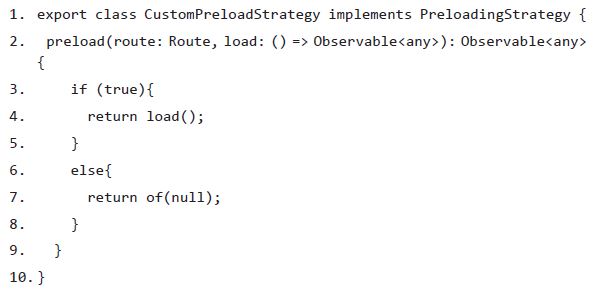 1. export class CustomPreloadStrategy implements PreloadingStrategy {
2. preload(route: Route, load: () => Observable<any>): Observable<any>
{
3. if (true){
4. return load();
5. }
6. else{
7. return of(null);
8. }
9. }
10. }